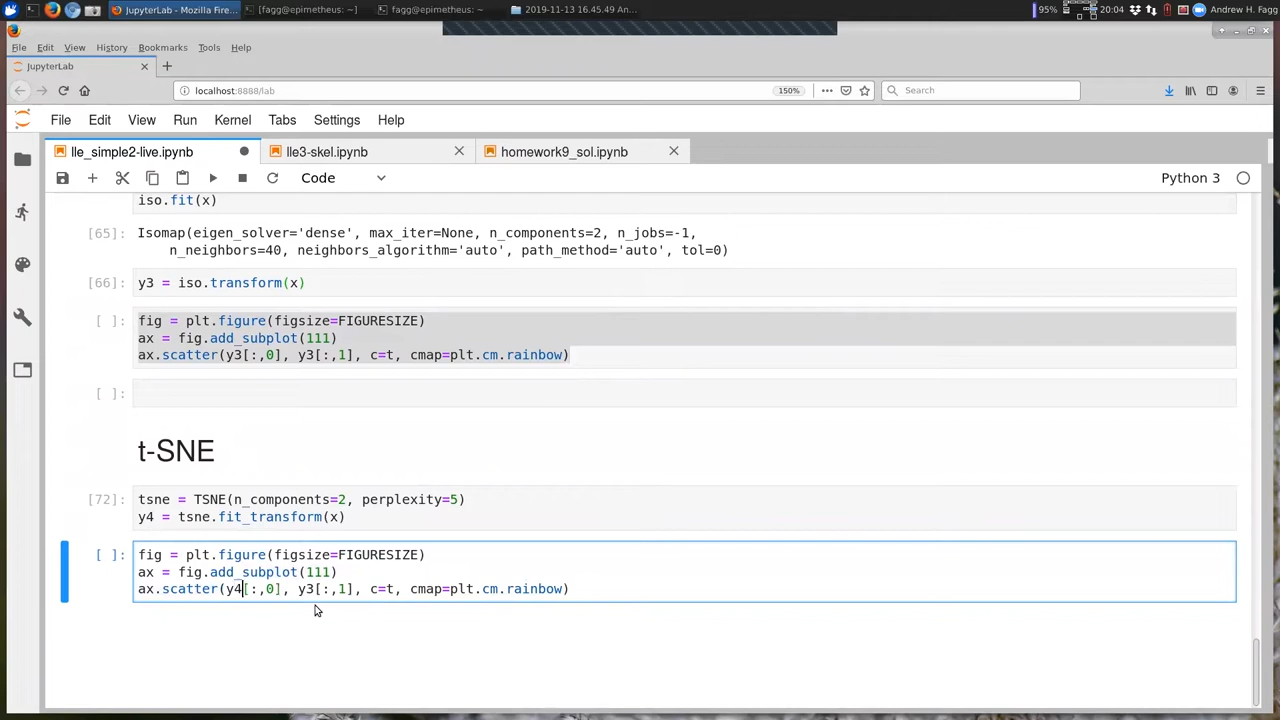 JupyterLab - Mozilla Firef...
[fagg@epimetheus: ~]
fagg@epimetheus: ~
2019-11-13 16.45.49 An...
95%
20:04
Andrew H. Fagg
File Edit View History Bookmarks Tools Help
JupyterLab
localhost:8888/lab
150%
Search
File Edit View Run Kernel Tabs Settings Help
lle_simple2-live.ipynb
lle3-skel.ipynb
homework9_sol.ipynb
Code
Python 3
iso.fit(x)
[65]: Isomap(eigen_solver='dense', max_iter=None, n_components=2, n_jobs=-1,
n_neighbors=40, neighbors_algorithm='auto', path_method='auto', tol=0)
[66]: y3 = iso.transform(x)
[ ]: fig = plt.figure(figsize=FIGURESIZE)
ax = fig.add_subplot(111)
ax.scatter(y3[:,0], y3[:,1], c=t, cmap=plt.cm.rainbow)
[ ]:
t-SNE
[72]: tsne = TSNE(n_components=2, perplexity=5)
y4 = tsne.fit_transform(x)
[ ]: fig = plt.figure(figsize=FIGURESIZE)
ax = fig.add_subplot(111)
ax.scatter(y4[:,0], y3[:,1], c=t, cmap=plt.cm.rainbow)